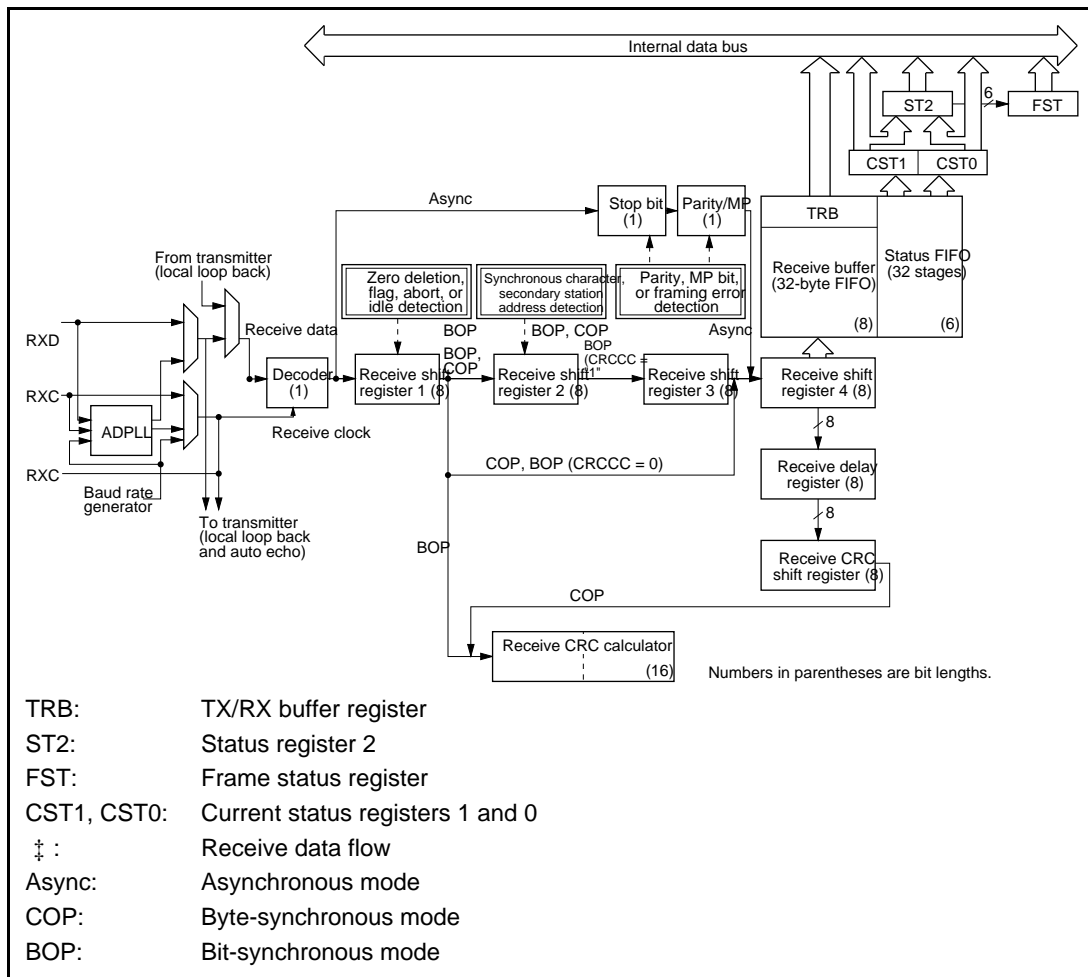 Internal data bus
6
ST2
FST
CST1
CST0
Async
Stop bit
(1)
Parity/MP
(1)
TRB
Receive buffer
(32-byte FIFO)
(8)
Status FIFO
(32 stages)
(6)
From transmitter
(local loop back)
Zero deletion,
flag, abort, or
idle detection
Synchronous character,
secondary station
address detection
Parity, MP bit,
or framing error
detection
RXD
Receive data
BOP
BOP,
COP
BOP, COP
BOP
(CRCCC =
"1"
Async
Decoder
(1)
Receive shift
register 1 (8)
Receive shift
register 2 (8)
Receive shift
register 3 (8)
Receive shift
register 4 (8)
RXC
ADPLL
Receive clock
8
RXC
COP, BOP (CRCCC = 0)
Receive delay
register (8)
Baud rate
generator
8
To transmitter
(local loop back
and auto echo)
BOP
Receive CRC
shift register (8)
COP
Receive CRC calculator
(16)
Numbers in parentheses are bit lengths.
TRB: TX/RX buffer register
ST2: Status register 2
FST: Frame status register
CST1, CST0: Current status registers 1 and 0
‡ : Receive data flow
Async: Asynchronous mode
COP: Byte-synchronous mode
BOP: Bit-synchronous mode